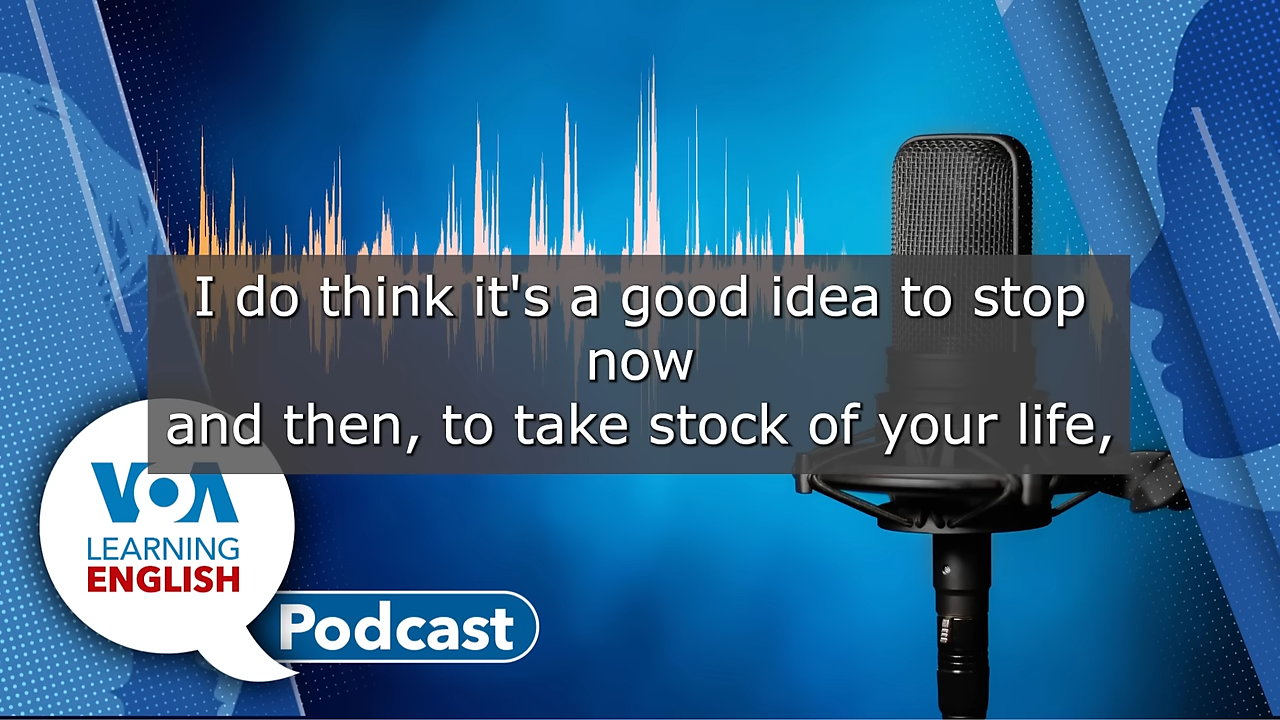 I do think it's a good idea to stop
now
and then, to take stock of your life,
VOA
LEARNING
ENGLISH
Podcast